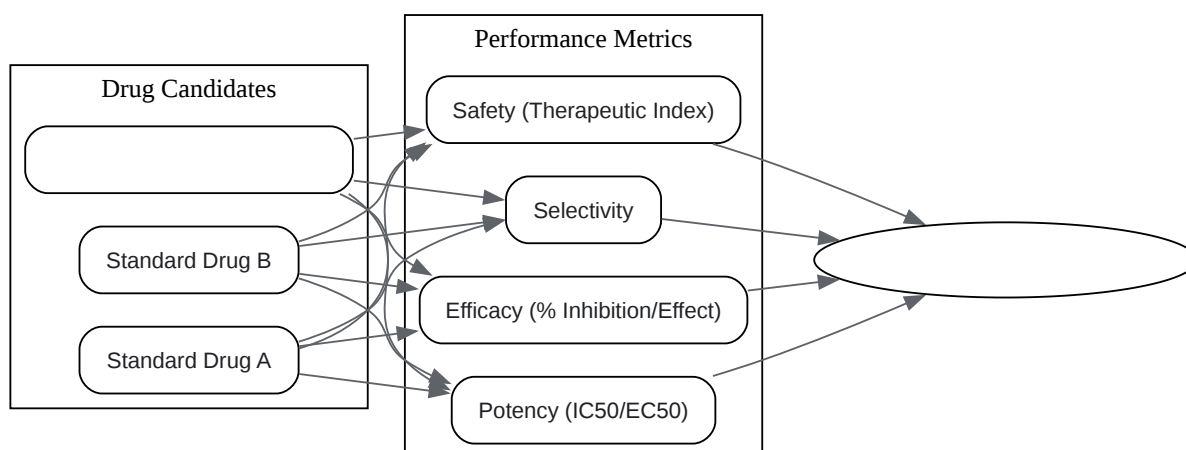 Drug Candidates
Standard Drug B
Standard Drug A
Performance Metrics
Safety (Therapeutic Index)
Selectivity
Efficacy (% Inhibition/Effect)
Potency (IC50/EC50)